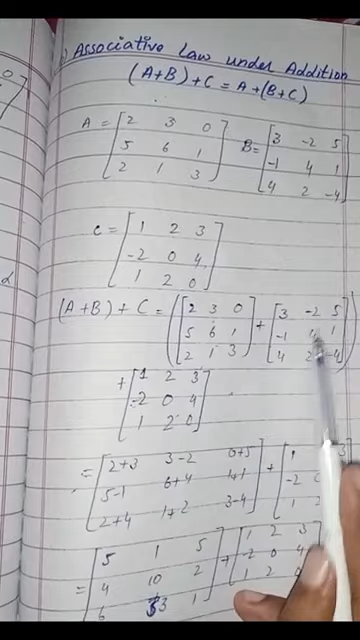 Associative Law under Addition
(A+B)+C = A+(B+C)
A = [2 3 0 B = [3 -2 5
5 6 1 -1 4 1
2 1 3] 4 2 -4]
C = [1 2 3
-2 0 4
1 2 0]
(A+B)+C = ([2 3 0 + [3 -2 5
5 6 1 -1 4 1
2 1 3] 4 2 -4])
+ [1 2 3
-2 0 4
1 2 0]
= [2+3 3-2 0+5 + [1
5-1 6+4 1+1 -2
2+4 1+2 3-4] 1 2
= [5 1 5 + [1 2 3
4 10 2 -2 0 4
6 3 1] 1 2